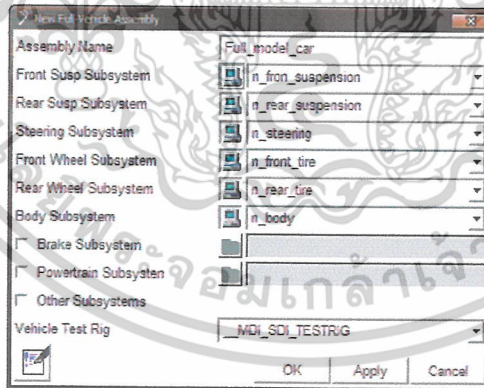 New Full-Vehicle Assembly
Assembly Name Full_model_car
Front Susp Subsystem n_fron_suspension
Rear Susp Subsystem n_rear_suspension
Steering Subsystem n_steering
Front Wheel Subsystem n_front_tire
Rear Wheel Subsystem n_rear_tire
Body Subsystem n_body
Brake Subsystem
Powertrain Subsysten
Other Subsystems
Vehicle Test Rig __MDI_SDI_TESTRIG
OK Apply Cancel